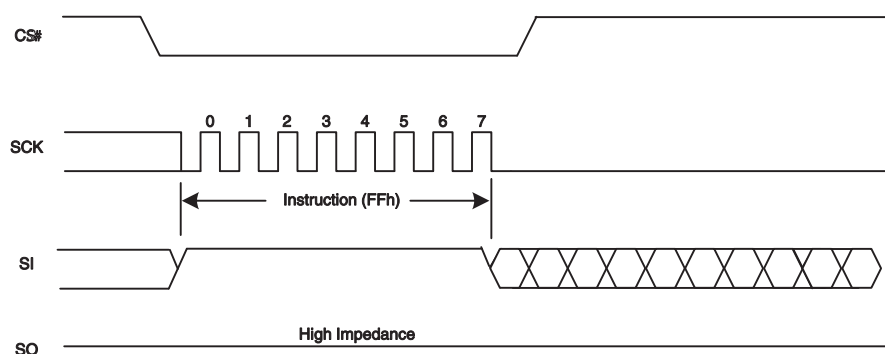 CS#
SCK
0 1 2 3 4 5 6 7
Instruction (FFh)
SI
High Impedance
SO